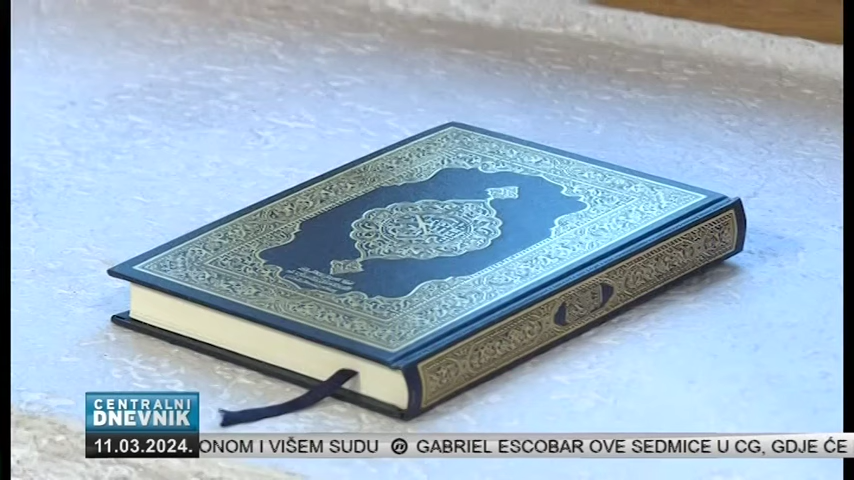 CENTRALNI
DNEVNIK
11.03.2024.
ONOM I VIŠEM SUDU
GABRIEL ESCOBAR OVE SEDMICE U CG, GDJE ĆE